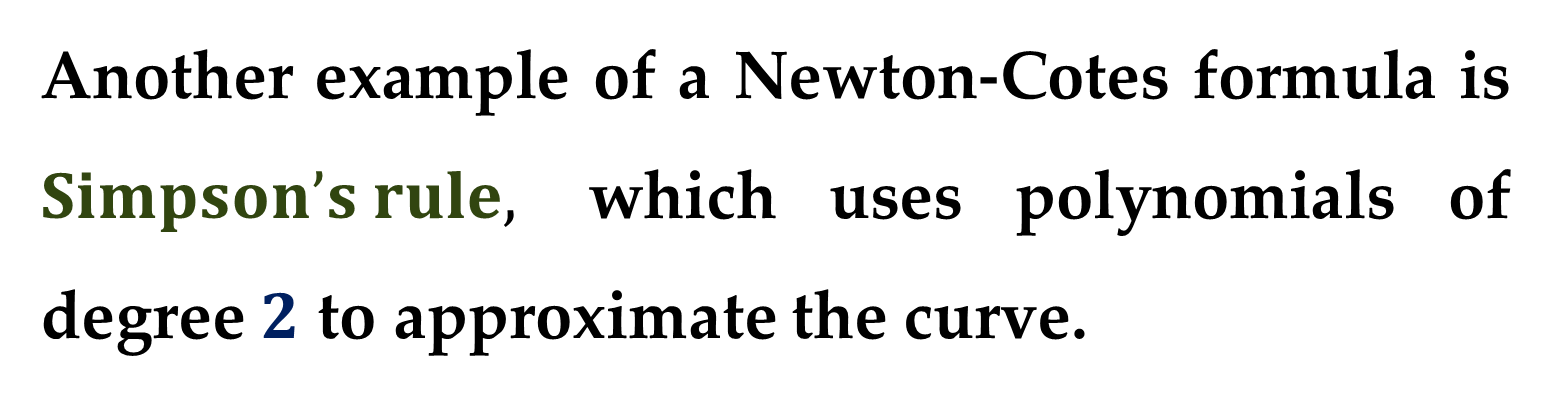 Another example of a Newton-Cotes formula is
Simpson’s rule, which uses polynomials of
degree 2 to approximate the curve.